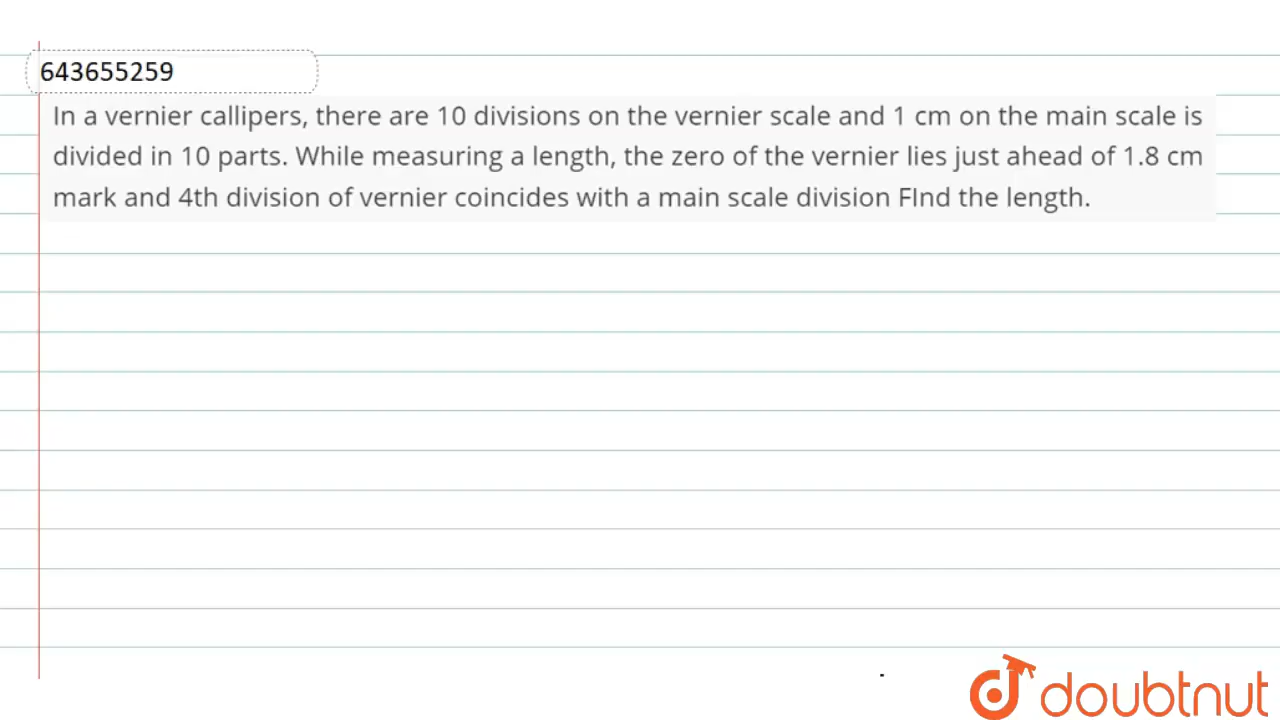 643655259
In a vernier callipers, there are 10 divisions on the vernier scale and 1 cm on the main scale is
divided in 10 parts. While measuring a length, the zero of the vernier lies just ahead of 1.8 cm
mark and 4th division of vernier coincides with a main scale division FInd the length.
doubtnut